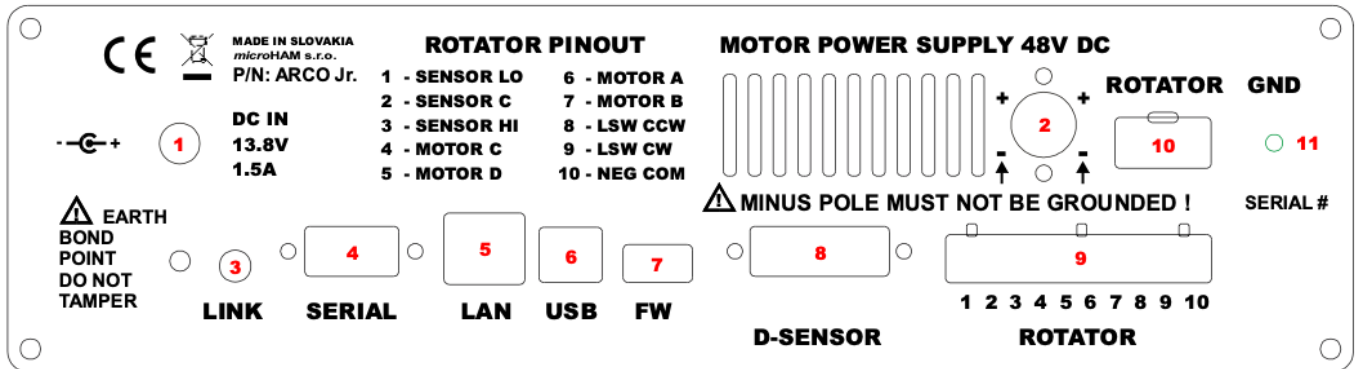 CE
MADE IN SLOVAKIA
microHAM s.r.o.
P/N: ARCO Jr.
ROTATOR PINOUT
1 - SENSOR LO
2 - SENSOR C
3 - SENSOR HI
4 - MOTOR C
5 - MOTOR D
6 - MOTOR A
7 - MOTOR B
8 - LSW CCW
9 - LSW CW
10 - NEG COM
MOTOR POWER SUPPLY 48V DC
+ 2 +
- -
ROTATOR
10
GND
11
SERIAL #
- +
1
DC IN
13.8V
1.5A
MINUS POLE MUST NOT BE GROUNDED !
EARTH
BOND
POINT
DO NOT
TAMPER
3
LINK
4
SERIAL
5
LAN
6
USB
7
FW
8
D-SENSOR
9
1 2 3 4 5 6 7 8 9 10
ROTATOR